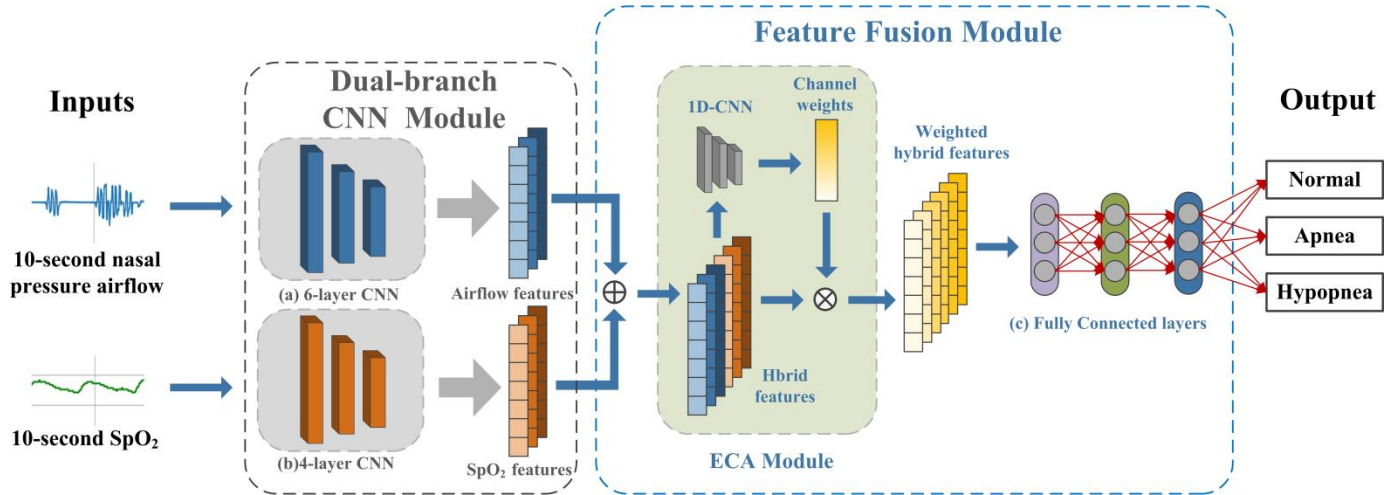 Inputs
10-second nasal
pressure airflow
10-second SpO₂
Dual-branch
CNN Module
(a) 6-layer CNN
Airflow features
(b)4-layer CNN
SpO₂ features
Feature Fusion Module
1D-CNN
Channel
weights
Hbrid
features
ECA Module
Weighted
hybrid features
(c) Fully Connected layers
Output
Normal
Apnea
Hypopnea